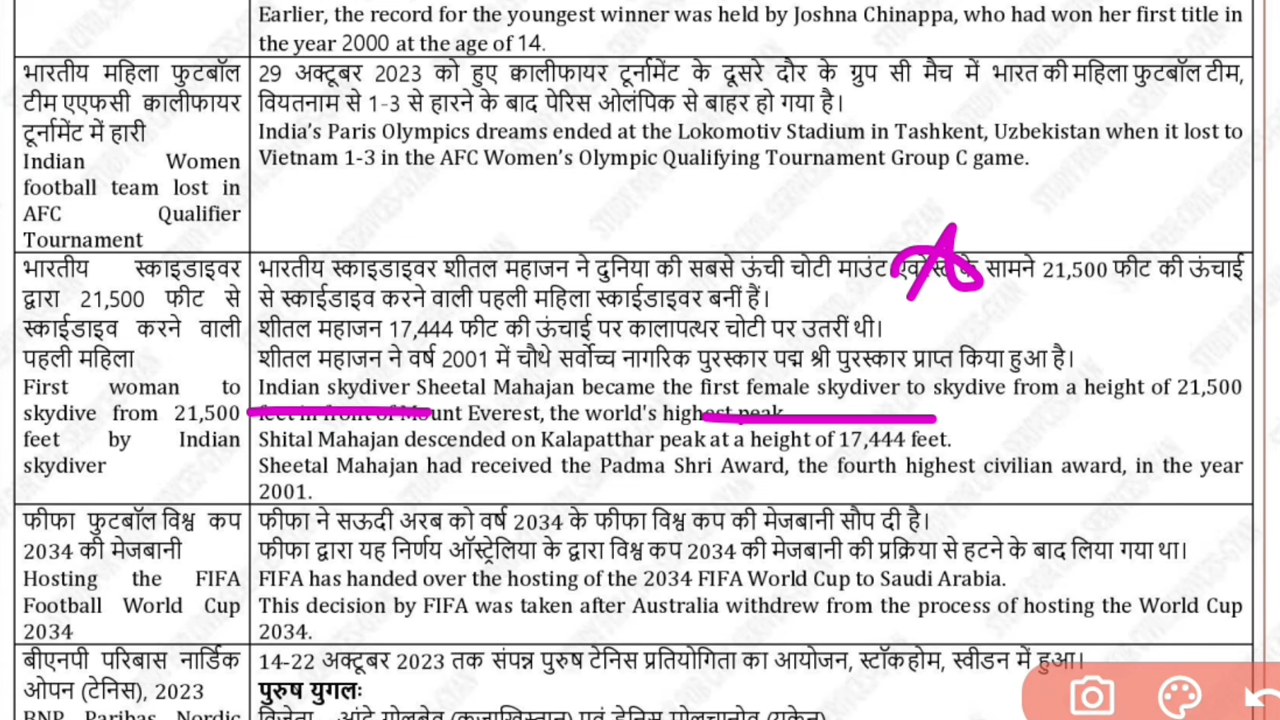 Earlier, the record for the youngest winner was held by Joshna Chinappa, who had won her first title in
the year 2000 at the age of 14.
भारतीय महिला फुटबॉल
टीम एएफसी क्वालीफायर
टूर्नामेंट में हारी
Indian Women
football team lost in
AFC Qualifier
Tournament
29 अक्टूबर 2023 को हुए क्वालीफायर टूर्नामेंट के दूसरे दौर के ग्रुप सी मैच में भारत की महिला फुटबॉल टीम,
वियतनाम से 1-3 से हारने के बाद पेरिस ओलंपिक से बाहर हो गया है।
India’s Paris Olympics dreams ended at the Lokomotiv Stadium in Tashkent, Uzbekistan when it lost to
Vietnam 1-3 in the AFC Women’s Olympic Qualifying Tournament Group C game.
भारतीय स्काइडाइवर
द्वारा 21,500 फीट से
स्काईडाइव करने वाली
पहली महिला
First woman to
skydive from 21,500
feet by Indian
skydiver
भारतीय स्काइडाइवर शीतल महाजन ने दुनिया की सबसे ऊंची चोटी माउंट एवरेस्ट के सामने 21,500 फीट की ऊंचाई
से स्काईडाइव करने वाली पहली महिला स्काईडाइवर बनीं हैं।
शीतल महाजन 17,444 फीट की ऊंचाई पर कालापत्थर चोटी पर उतरीं थी।
शीतल महाजन ने वर्ष 2001 में चौथे सर्वोच्च नागरिक पुरस्कार पद्म श्री पुरस्कार प्राप्त किया हुआ है।
Indian skydiver Sheetal Mahajan became the first female skydiver to skydive from a height of 21,500
feet in front of Mount Everest, the world's highest peak
Shital Mahajan descended on Kalapatthar peak at a height of 17,444 feet.
Sheetal Mahajan had received the Padma Shri Award, the fourth highest civilian award, in the year
2001.
फीफा फुटबॉल विश्व कप
2034 की मेजबानी
Hosting the FIFA
Football World Cup
2034
फीफा ने सऊदी अरब को वर्ष 2034 के फीफा विश्व कप की मेजबानी सौप दी है।
फीफा द्वारा यह निर्णय ऑस्ट्रेलिया के द्वारा विश्व कप 2034 की मेजबानी की प्रक्रिया से हटने के बाद लिया गया था।
FIFA has handed over the hosting of the 2034 FIFA World Cup to Saudi Arabia.
This decision by FIFA was taken after Australia withdrew from the process of hosting the World Cup
2034.
बीएनपी परिबास नार्डिक
ओपन (टेनिस), 2023
BNP Paribas Nordic
14-22 अक्टूबर 2023 तक संपन्न पुरुष टेनिस प्रतियोगिता का आयोजन, स्टॉकहोम, स्वीडन में हुआ।
पुरुष युगलः